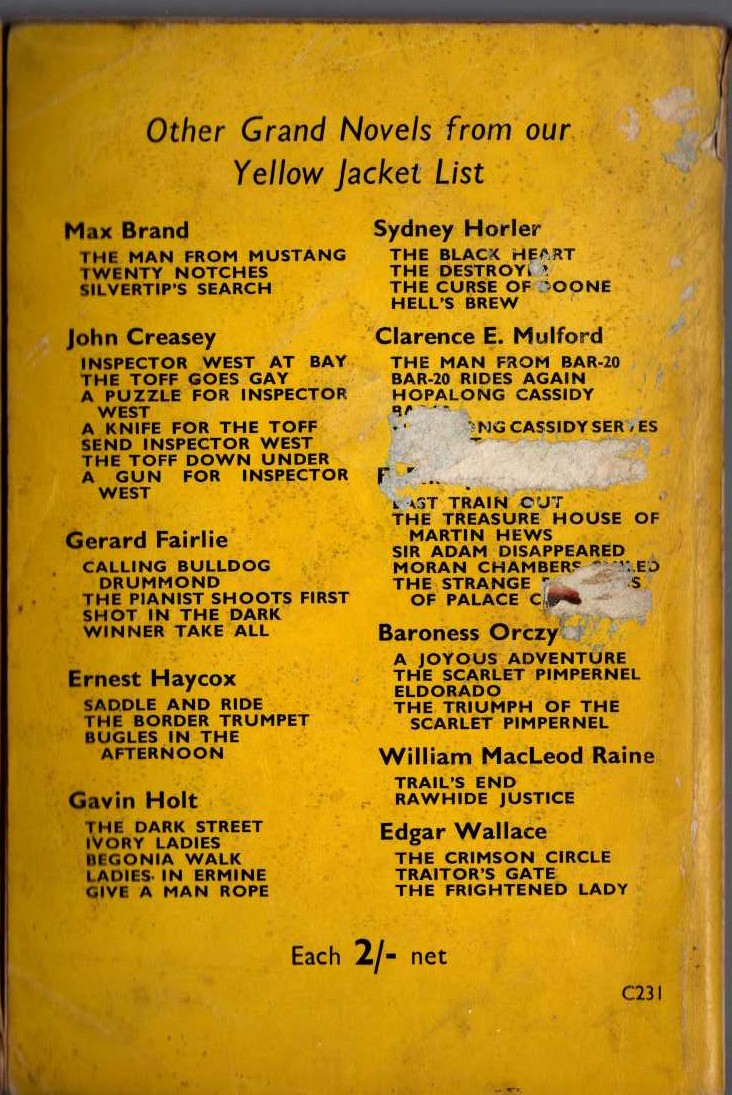 Other Grand Novels from our
Yellow Jacket List
Max Brand
THE MAN FROM MUSTANG
TWENTY NOTCHES
SILVERTIP'S SEARCH
John Creasey
INSPECTOR WEST AT BAY
THE TOFF GOES GAY
A PUZZLE FOR INSPECTOR
WEST
A KNIFE FOR THE TOFF
SEND INSPECTOR WEST
THE TOFF DOWN UNDER
A GUN FOR INSPECTOR
WEST
Gerard Fairlie
CALLING BULLDOG
DRUMMOND
THE PIANIST SHOOTS FIRST
SHOT IN THE DARK
WINNER TAKE ALL
Ernest Haycox
SADDLE AND RIDE
THE BORDER TRUMPET
BUGLES IN THE
AFTERNOON
Gavin Holt
THE DARK STREET
IVORY LADIES
BEGONIA WALK
LADIES IN ERMINE
GIVE A MAN ROPE
Sydney Horler
THE BLACK HEART
THE
THE CURSE OF DOONE
HELL'S BREW
Clarence E. Mulford
THE MAN FROM BAR-20
BAR-20 RIDES AGAIN
HOPALONG CASSIDY
CASSIDY SERVES
LAST TRAIN OUT
THE TREASURE HOUSE OF
MARTIN HEWS
SIR ADAM DISAPPEARED
MORAN CHAMBERS
THE STRANGE
OF PALACE
Baroness Orczy
A JOYOUS ADVENTURE
THE SCARLET PIMPERNEL
ELDORADO
THE TRIUMPH OF THE
SCARLET PIMPERNEL
William MacLeod Raine
TRAIL'S END
RAWHIDE JUSTICE
Edgar Wallace
THE CRIMSON CIRCLE
TRAITOR'S GATE
THE FRIGHTENED LADY
Each 2/- net
C231